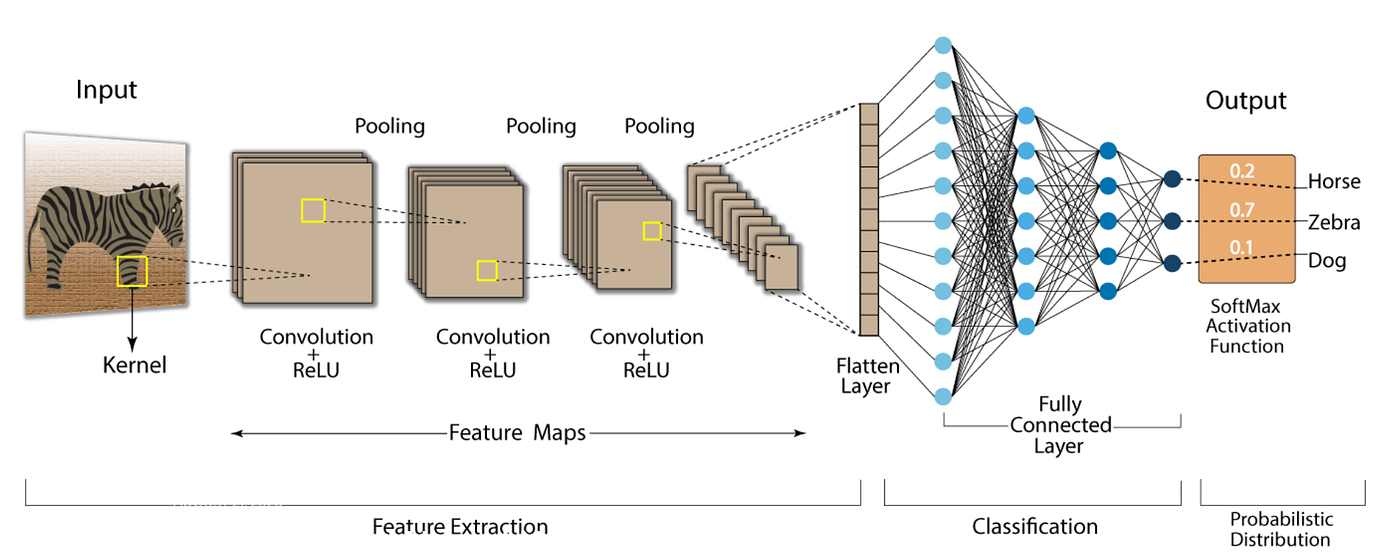 Input
Pooling
Pooling
Pooling
Output
0.2
Horse
0.7
Zebra
0.1
Dog
Kernel
Convolution
+
ReLU
Convolution
+
ReLU
Convolution
+
ReLU
Flatten
Layer
SoftMax
Activation
Function
Feature Maps
Fully
Connected
Layer
Feature Extraction
Classification
Probabilistic
Distribution